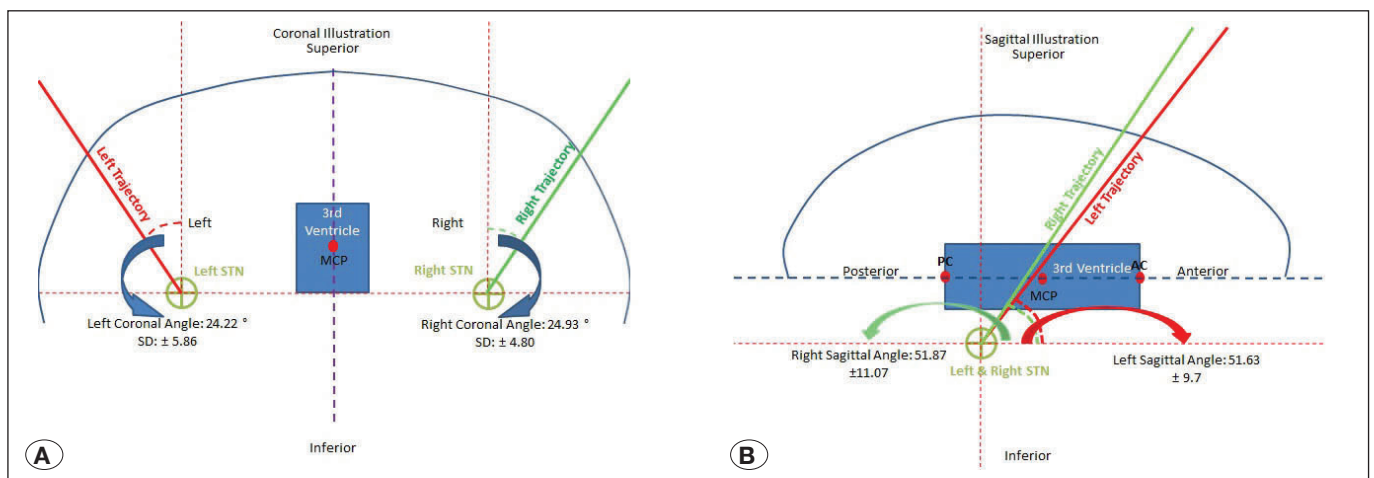 Coronal Illustration
Superior
Left Trajectory
Left
3rd
Ventricle
MCP
Right
Right Trajectory
Left STN
Right STN
Left Coronal Angle: 24.22 °
SD: ± 5.86
Right Coronal Angle: 24.93 °
SD: ± 4.80
Inferior
A
Sagittal Illustration
Superior
Right Trajectory
Left Trajectory
Posterior
PC
3rd Ventricle
AC
Anterior
MCP
Right Sagittal Angle: 51.87
±11.07
Left & Right STN
Left Sagittal Angle: 51.63
± 9.7
Inferior
B